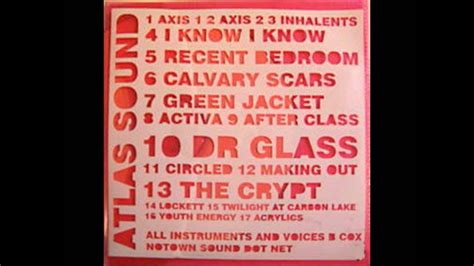 ATLAS SOUND
1 AXIS 1 2 AXIS 2 3 INHALENTS
4 I KNOW I KNOW
5 RECENT BEDROOM
6 CALVARY SCARS
7 GREEN JACKET
8 ACTIVA 9 AFTER CLASS
10 DR GLASS
11 CIRCLED 12 MAKING OUT
13 THE CRYPT
14 LOCKETT 15 TWILIGHT AT CARBON LAKE
16 YOUTH ENERGY 17 ACRYLICS
ALL INSTRUMENTS AND VOICES B COX
NOTOWN SOUND DOT NET